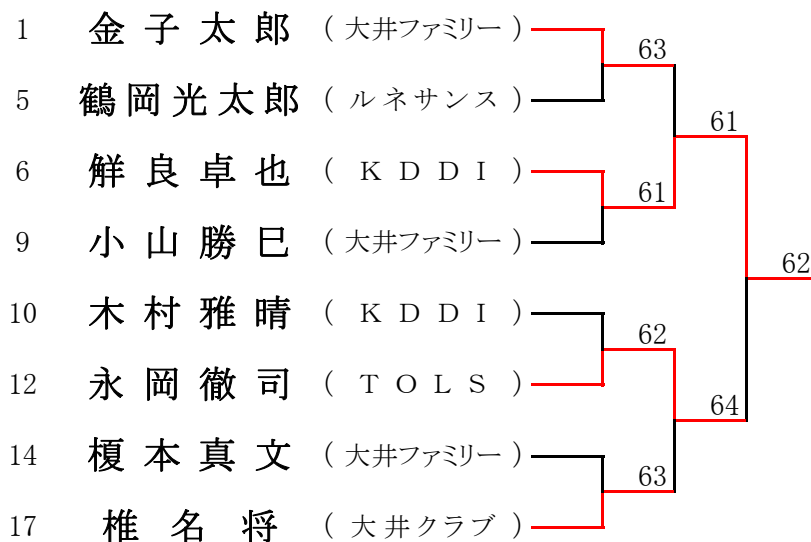 1 金子太郎 (大井ファミリー)
63
5 鶴岡光太郎 (ルネサンス)
61
6 鮮良卓也 (KDDI)
61
9 小山勝巳 (大井ファミリー)
62
10 木村雅晴 (KDDI)
62
12 永岡徹司 (TOLS)
64
14 榎本真文 (大井ファミリー)
63
17 椎名将 (大井クラブ)